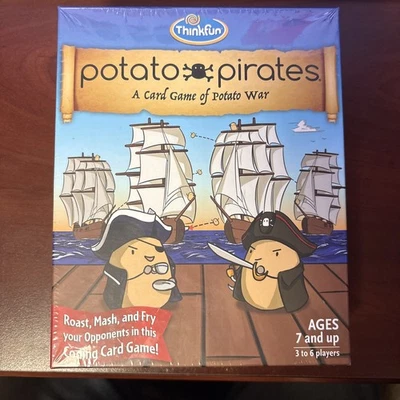 ThinkFun
potato pirates
A Card Game of Potato War
Roast, Mash, and Fry
your Opponents in this
Coding Card Game!
AGES
7 and up
3 to 6 players